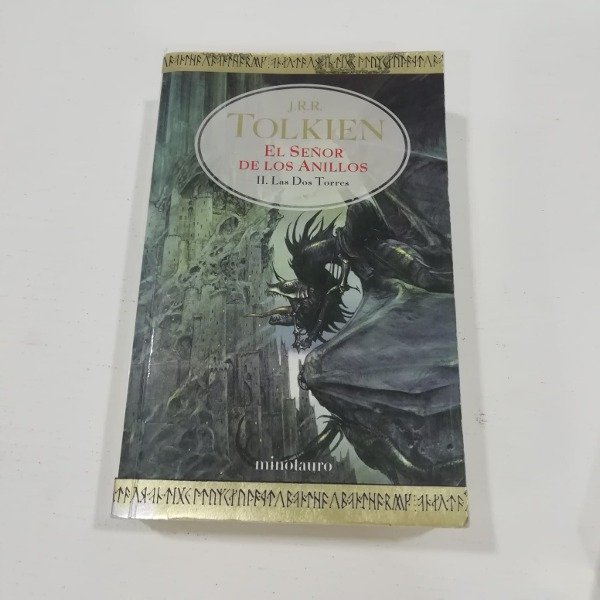 J.R.R.
TOLKIEN
EL SEÑOR
DE LOS ANILLOS
II. Las Dos Torres
minotauro